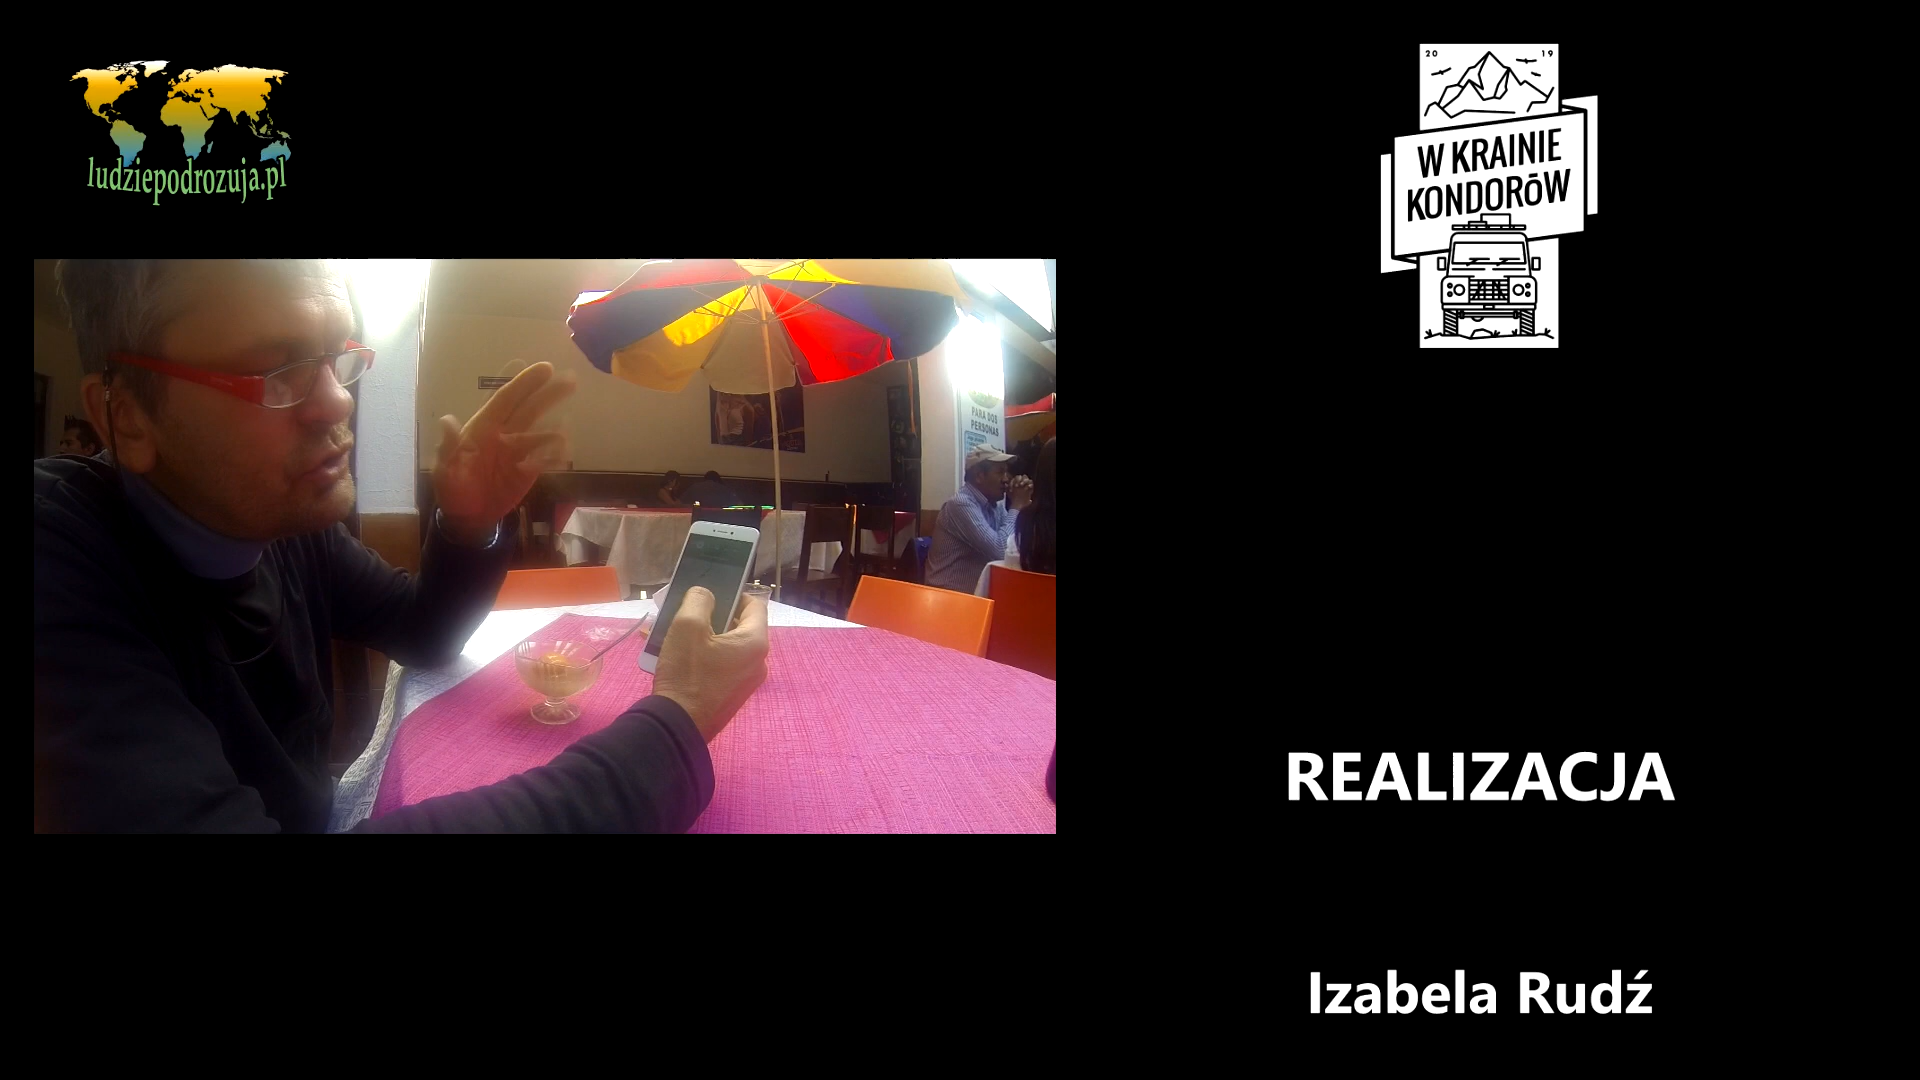 ludziepodrozuja.pl
20 19
W KRAINIE
KONDORÓW
PARA DOS
PERSONAS
REALIZACJA
Izabela Rudź